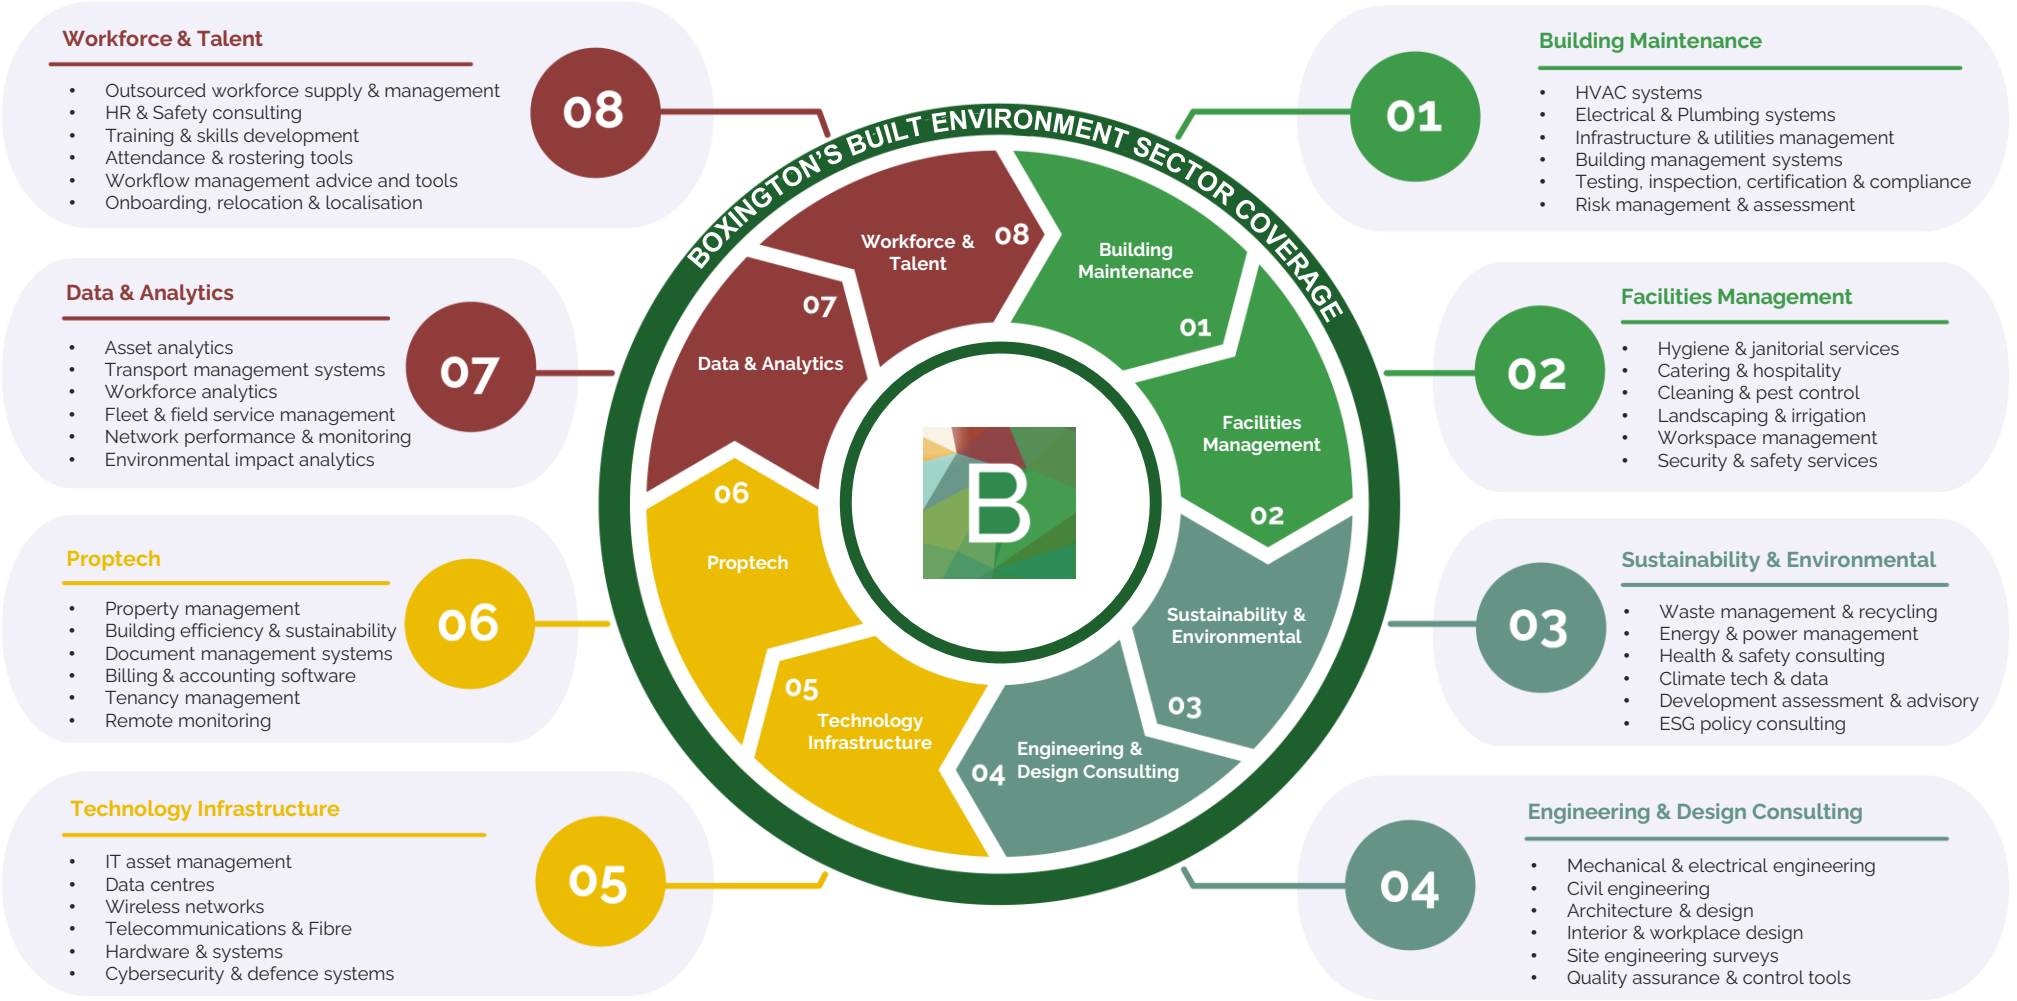 Workforce & Talent
08
• Outsourced workforce supply & management
• HR & Safety consulting
• Training & skills development
• Attendance & rostering tools
• Workflow management advice and tools
• Onboarding, relocation & localisation
Data & Analytics
07
• Asset analytics
• Transport management systems
• Workforce analytics
• Fleet & field service management
• Network performance & monitoring
• Environmental impact analytics
Proptech
06
• Property management
• Building efficiency & sustainability
• Document management systems
• Billing & accounting software
• Tenancy management
• Remote monitoring
Technology Infrastructure
05
• IT asset management
• Data centres
• Wireless networks
• Telecommunications & Fibre
• Hardware & systems
• Cybersecurity & defence systems
BOXINGTON'S BUILT ENVIRONMENT SECTOR COVERAGE
Workforce &
Talent
08
Building
Maintenance
01
07
Data & Analytics
Facilities
Management
02
06
Proptech
B
Sustainability &
Environmental
03
05
Technology
Infrastructure
04
Engineering &
Design Consulting
Building Maintenance
01
• HVAC systems
• Electrical & Plumbing systems
• Infrastructure & utilities management
• Building management systems
• Testing, inspection, certification & compliance
• Risk management & assessment
Facilities Management
02
• Hygiene & janitorial services
• Catering & hospitality
• Cleaning & pest control
• Landscaping & irrigation
• Workspace management
• Security & safety services
Sustainability & Environmental
03
• Waste management & recycling
• Energy & power management
• Health & safety consulting
• Climate tech & data
• Development assessment & advisory
• ESG policy consulting
Engineering & Design Consulting
04
• Mechanical & electrical engineering
• Civil engineering
• Architecture & design
• Interior & workplace design
• Site engineering surveys
• Quality assurance & control tools